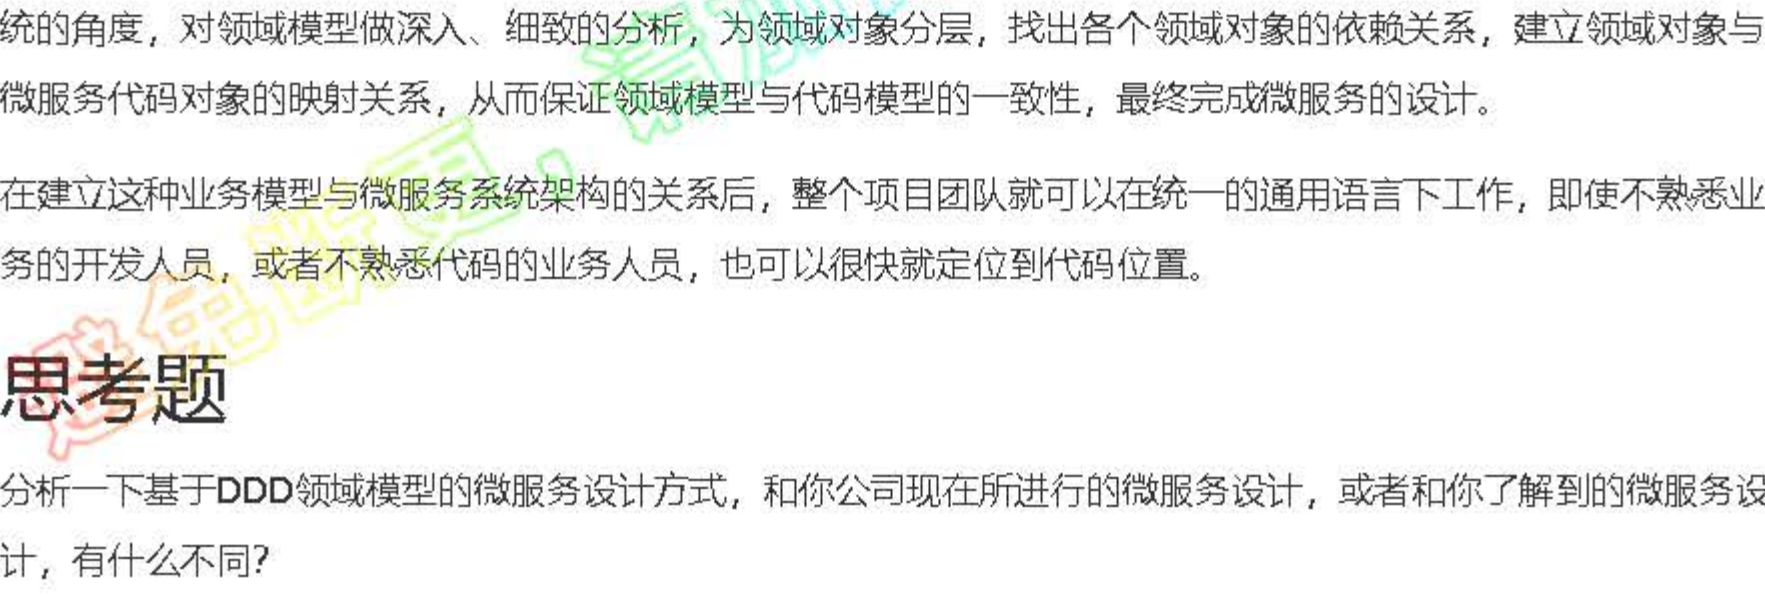 统的角度，对领域模型做深入、细致的分析，为领域对象分层，找出各个领域对象的依赖关系，建立领域对象与
微服务代码对象的映射关系，从而保证领域模型与代码模型的一致性，最终完成微服务的设计。
在建立这种业务模型与微服务系统架构的关系后，整个项目团队就可以在统一的通用语言下工作，即使不熟悉业
务的开发人员，或者不熟悉代码的业务人员，也可以很快就定位到代码位置。
避免断更，请
思考题
分析一下基于DDD领域模型的微服务设计方式，和你公司现在所进行的微服务设计，或者和你了解到的微服务设
计，有什么不同?